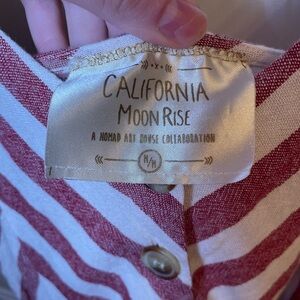 CALIFORNIA
MOON RISE
A NOMAD ART HOUSE COLLABORATION
M/M